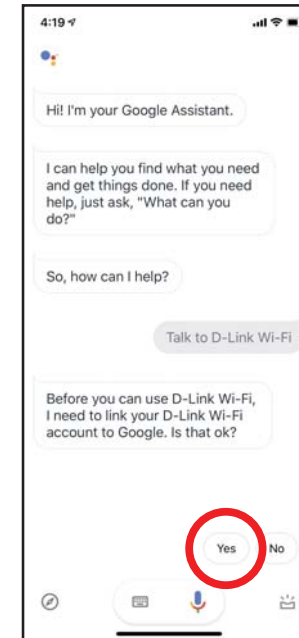 4:19
Hi! I'm your Google Assistant.
I can help you find what you need
and get things done. If you need
help, just ask, "What can you
do?"
So, how can I help?
Talk to D-Link Wi-Fi
Before you can use D-Link Wi-Fi,
I need to link your D-Link Wi-Fi
account to Google. Is that ok?
Yes No